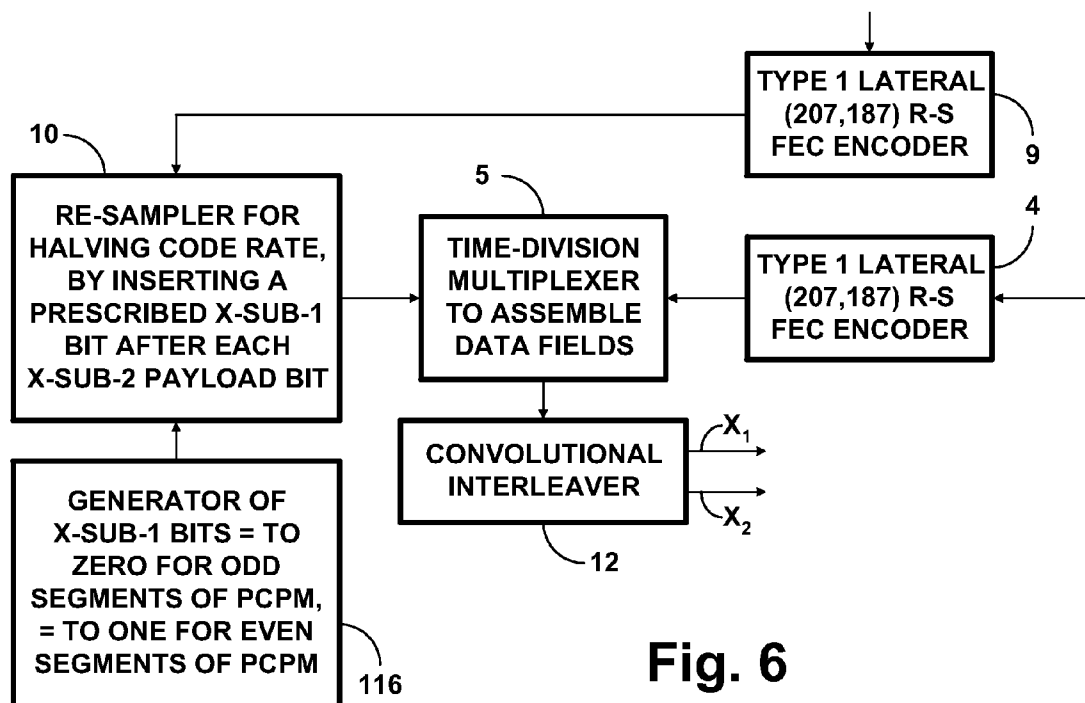 TYPE 1 LATERAL
(207,187) R-S
FEC ENCODER
9
10
RE-SAMPLER FOR
HALVING CODE RATE,
BY INSERTING A
PRESCRIBED X-SUB-1
BIT AFTER EACH
X-SUB-2 PAYLOAD BIT
5
TIME-DIVISION
MULTIPLEXER
TO ASSEMBLE
DATA FIELDS
4
TYPE 1 LATERAL
(207,187) R-S
FEC ENCODER
CONVOLUTIONAL
INTERLEAVER
X₁
X₂
12
GENERATOR OF
X-SUB-1 BITS = TO
ZERO FOR ODD
SEGMENTS OF PCPM,
= TO ONE FOR EVEN
SEGMENTS OF PCPM
116
Fig. 6